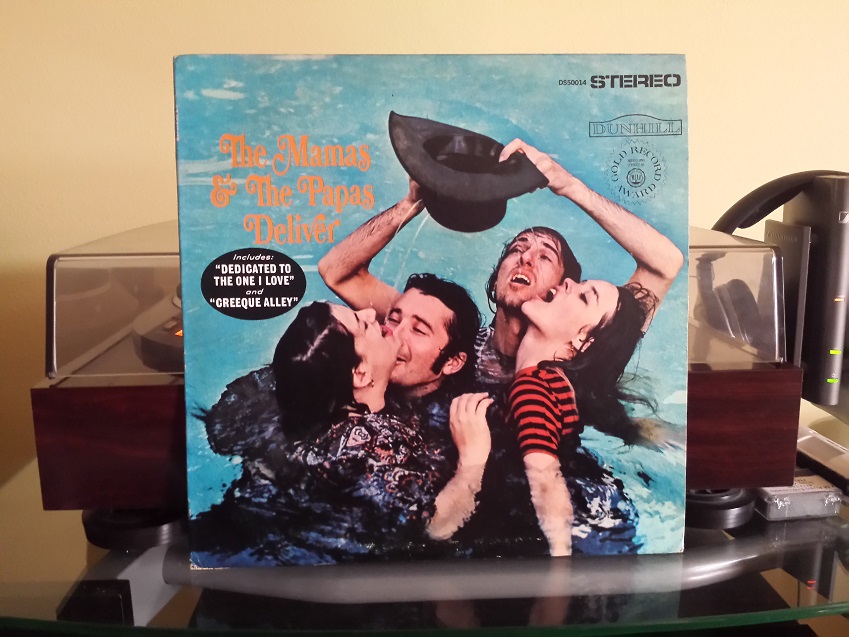 DS50014 STEREO
DUNHILL
GOLD RECORD
AWARD
The Mamas
& The Papas
Deliver
includes:
"DEDICATED TO
THE ONE I LOVE"
and
"CREEQUE ALLEY"